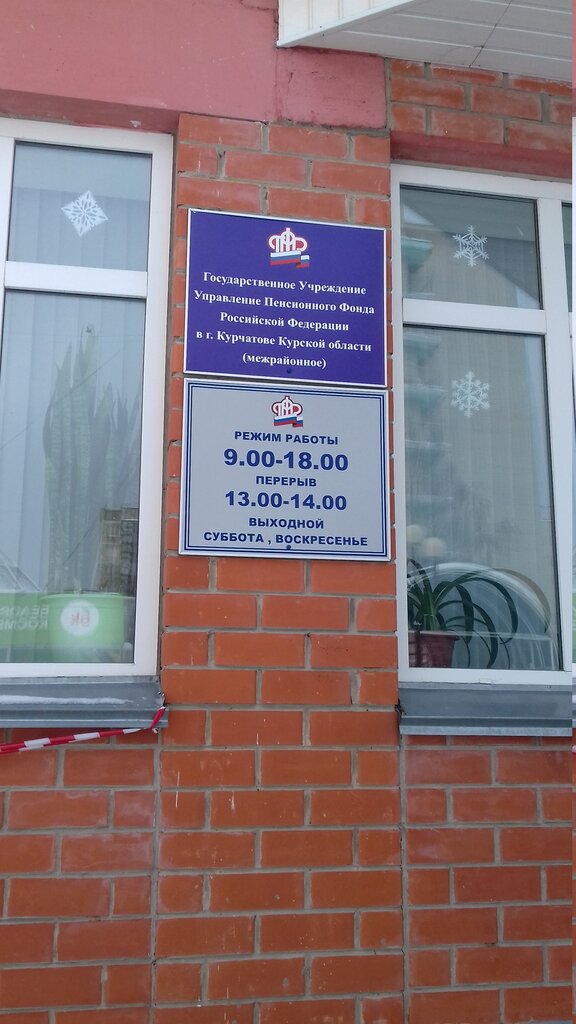 Государственное Учреждение
Управление Пенсионного Фонда
Российской Федерации
в г. Курчатове Курской области
(межрайонное)
РЕЖИМ РАБОТЫ
9.00-18.00
ПЕРЕРЫВ
13.00-14.00
ВЫХОДНОЙ
СУББОТА , ВОСКРЕСЕНЬЕ